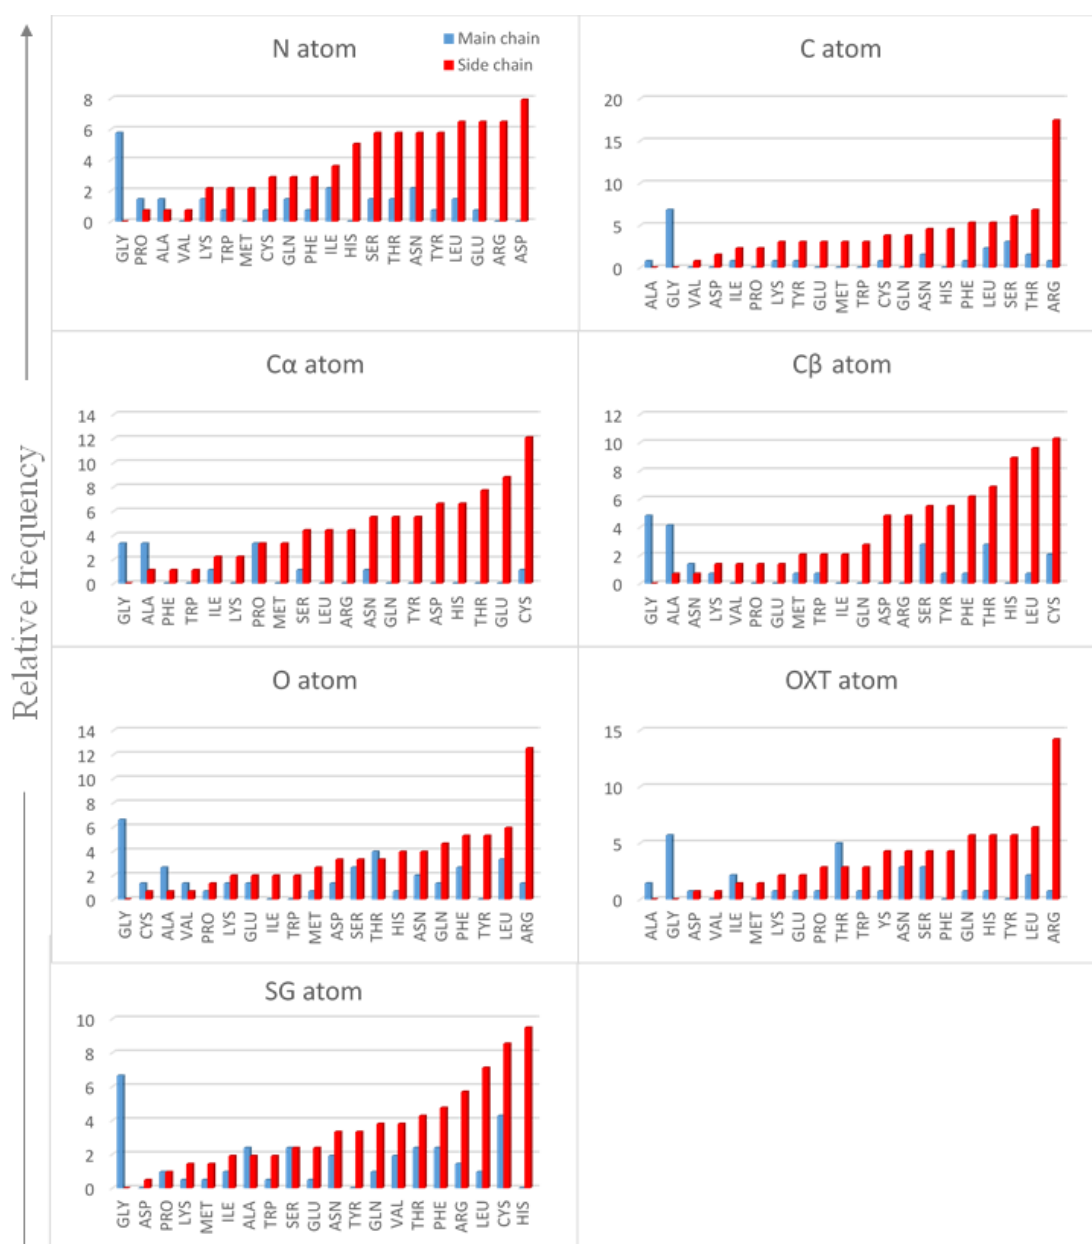 Relative frequency
N atom
Main chain
Side chain
8
6
4
2
0
GLY PRO ALA VAL LYS TRP MET CYS GLN PHE ILE HIS SER THR ASN TYR LEU GLU ARG ASP
C atom
20
15
10
5
0
ALA GLY VAL ASP ILE PRO LYS TYR GLU MET TRP CYS GLN ASN HIS PHE LEU SER THR ARG
Cα atom
14
12
10
8
6
4
2
0
GLY ALA PHE TRP ILE LYS PRO MET SER LEU ARG ASN GLN TYR ASP HIS THR GLU CYS
Cβ atom
12
10
8
6
4
2
0
GLY ALA ASN LYS VAL PRO GLU MET TRP ILE GLN ASP ARG SER TYR PHE THR HIS LEU CYS
O atom
14
12
10
8
6
4
2
0
GLY CYS ALA VAL PRO LYS GLU ILE TRP MET ASP SER THR HIS ASN GLN PHE TYR LEU ARG
OXT atom
15
10
5
0
ALA GLY ASP VAL ILE MET LYS GLU PRO THR TRP YS ASN SER PHE GLN HIS TYR LEU ARG
SG atom
10
8
6
4
2
0
GLY ASP PRO LYS MET ILE ALA TRP SER GLU ASN TYR GLN VAL THR PHE ARG LEU CYS HIS